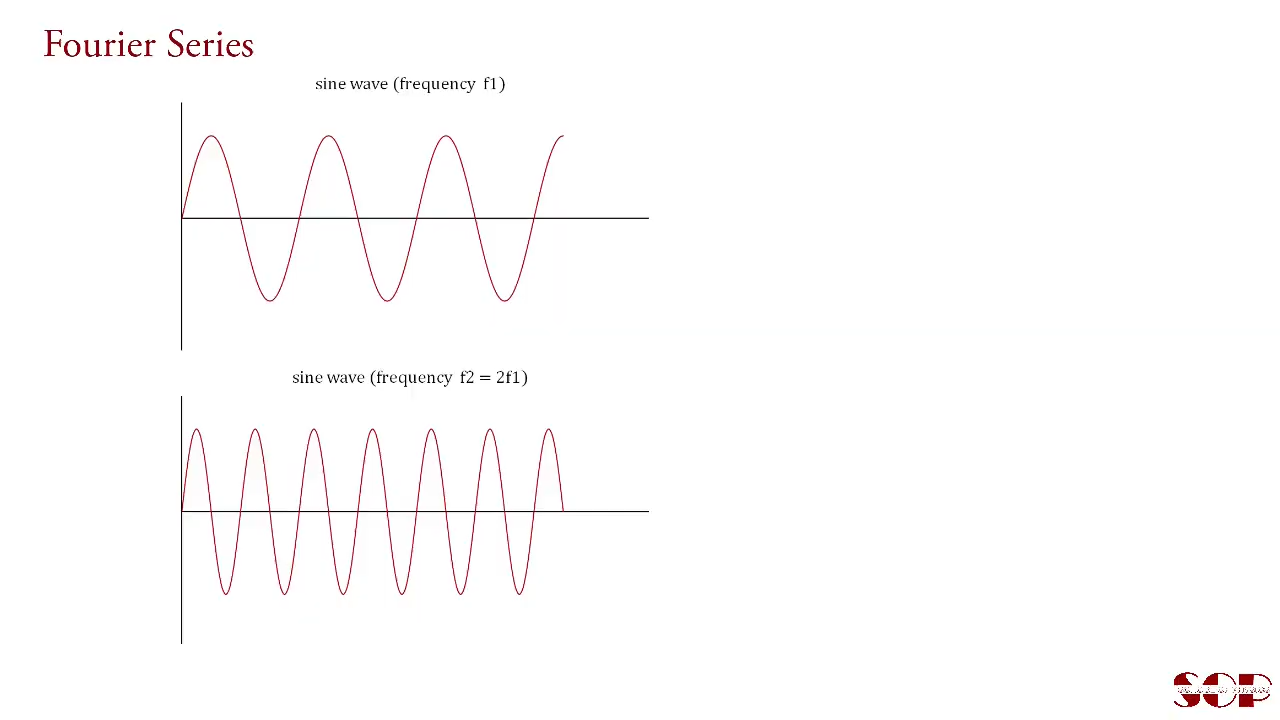 Fourier Series
sine wave (frequency f1)
sine wave (frequency f2 = 2f1)
SOP